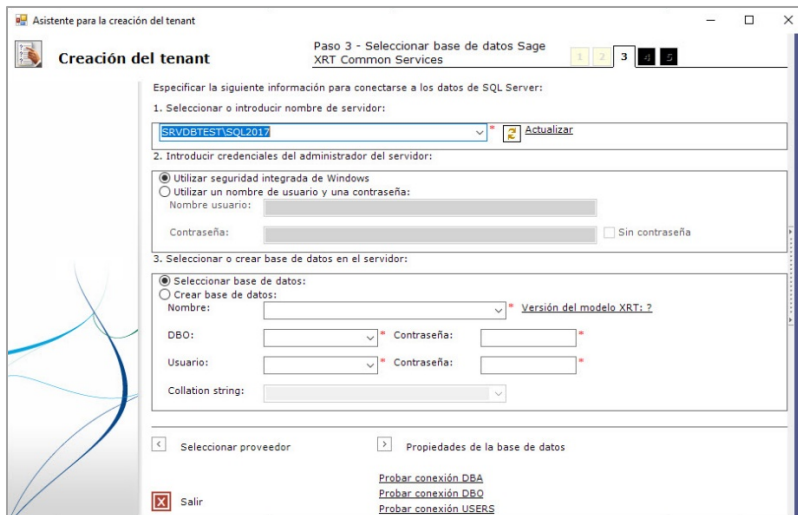 Asistente para la creación del tenant
Creación del tenant
Paso 3 - Seleccionar base de datos Sage
XRT Common Services
1 2 3 4 5
Especificar la siguiente información para conectarse a los datos de SQL Server:
1. Seleccionar o introducir nombre de servidor:
SRVDBTEST\SQL2017 * Actualizar
2. Introducir credenciales del administrador del servidor:
Utilizar seguridad integrada de Windows
Utilizar un nombre de usuario y una contraseña:
Nombre usuario:
Contraseña: Sin contraseña
3. Seleccionar o crear base de datos en el servidor:
Seleccionar base de datos:
Crear base de datos:
Nombre: * Versión del modelo XRT: ?
DBO: * Contraseña: *
Usuario: * Contraseña: *
Collation string:
< Seleccionar proveedor > Propiedades de la base de datos
Probar conexión DBA
Probar conexión DBO
X Salir
Probar conexión USERS